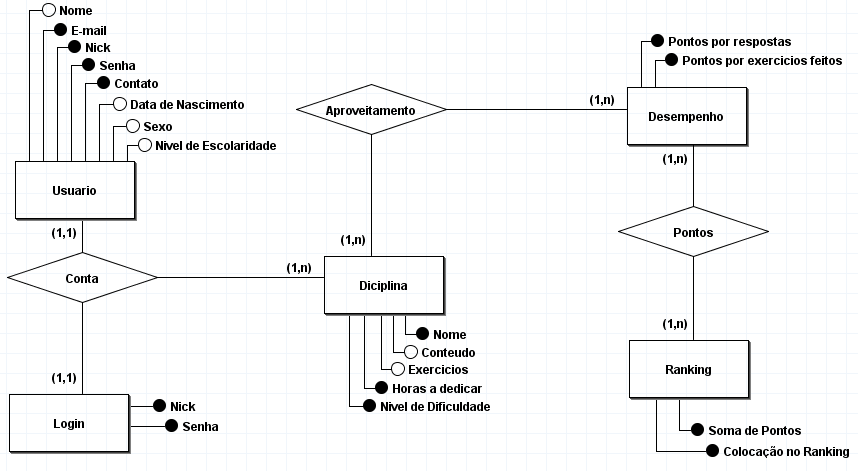 Nome
E-mail
Nick
Senha
Contato
Data de Nascimento
Sexo
Nivel de Escolaridade
Usuario
(1,1)
Conta
(1,n)
(1,1)
Login
Nick
Senha
Aproveitamento
(1,n)
(1,n)
Diciplina
Nome
Conteudo
Exercicios
Horas a dedicar
Nivel de Dificuldade
Pontos por respostas
Pontos por exercicios feitos
Desempenho
(1,n)
Pontos
(1,n)
Ranking
Soma de Pontos
Colocação no Ranking